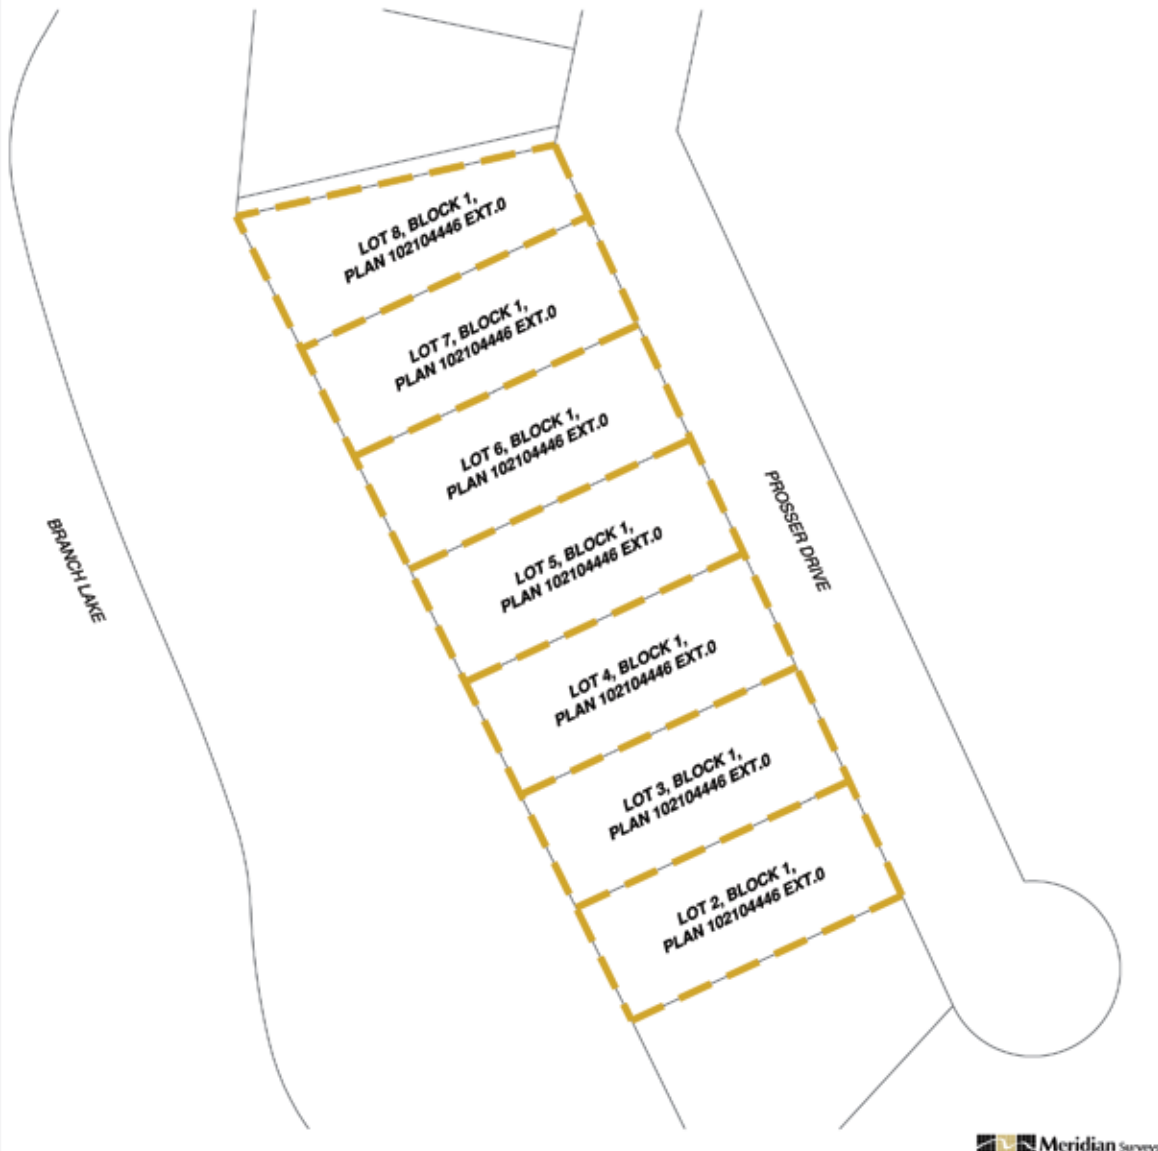 LOT 8, BLOCK 1,
PLAN 102104446 EXT.0
LOT 7, BLOCK 1,
PLAN 102104446 EXT.0
LOT 6, BLOCK 1,
PLAN 102104446 EXT.0
LOT 5, BLOCK 1,
PLAN 102104446 EXT.0
LOT 4, BLOCK 1,
PLAN 102104446 EXT.0
LOT 3, BLOCK 1,
PLAN 102104446 EXT.0
LOT 2, BLOCK 1,
PLAN 102104446 EXT.0
BRANCH LAKE
PROSSER DRIVE
Meridian Surveys